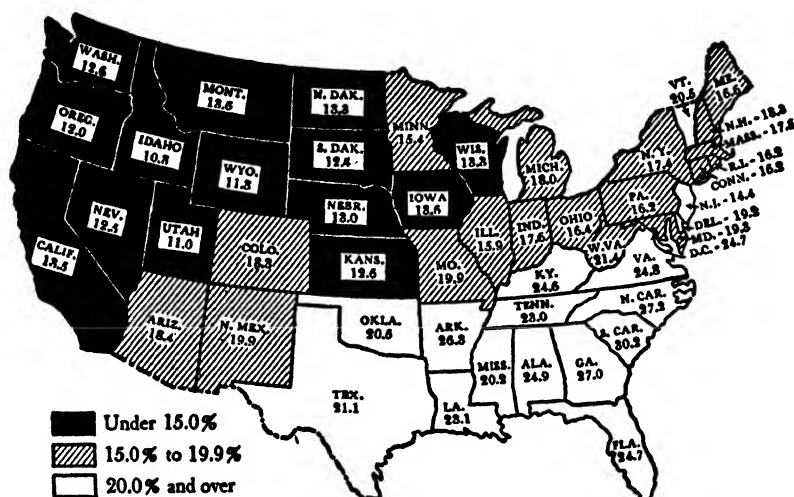 WASH.
12.6
MONT.
13.6
N. DAK.
13.3
MINN.
15.4
VT.
20.5
ME.
16.6
OREG.
12.0
IDAHO
10.3
S. DAK.
12.4
WIS.
13.3
N.H. - 18.3
MASS. - 17.2
WYO.
11.3
MICH.
18.0
N. Y.
17.4
R.I. - 16.2
CONN. - 16.2
NEV.
12.5
UTAH
11.0
NEBR.
13.0
IOWA
13.6
PA.
16.2
N.J. - 14.4
DEL. - 19.2
MD. - 19.3
D.C. - 24.7
CALIF.
13.5
COLO.
18.3
KANS.
12.6
MO.
19.9
ILL.
15.9
IND.
17.6
OHIO
16.4
W.VA.
21.4
VA.
24.3
KY.
24.6
ARIZ.
18.4
N. MEX.
19.9
OKLA.
20.6
ARK.
26.3
TENN.
23.0
N. CAR.
27.2
S. CAR.
30.2
MISS.
20.2
ALA.
24.9
GA.
27.0
TEX.
21.1
LA.
23.1
FLA.
24.7
Under 15.0%
15.0% to 19.9%
20.0% and over